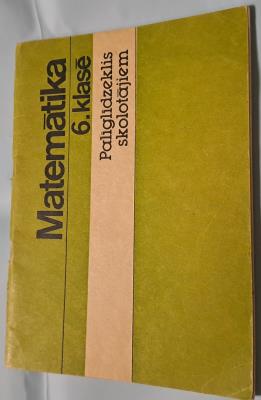 Matemātika
6. klasē
Palīglīdzeklis
skolotājiem